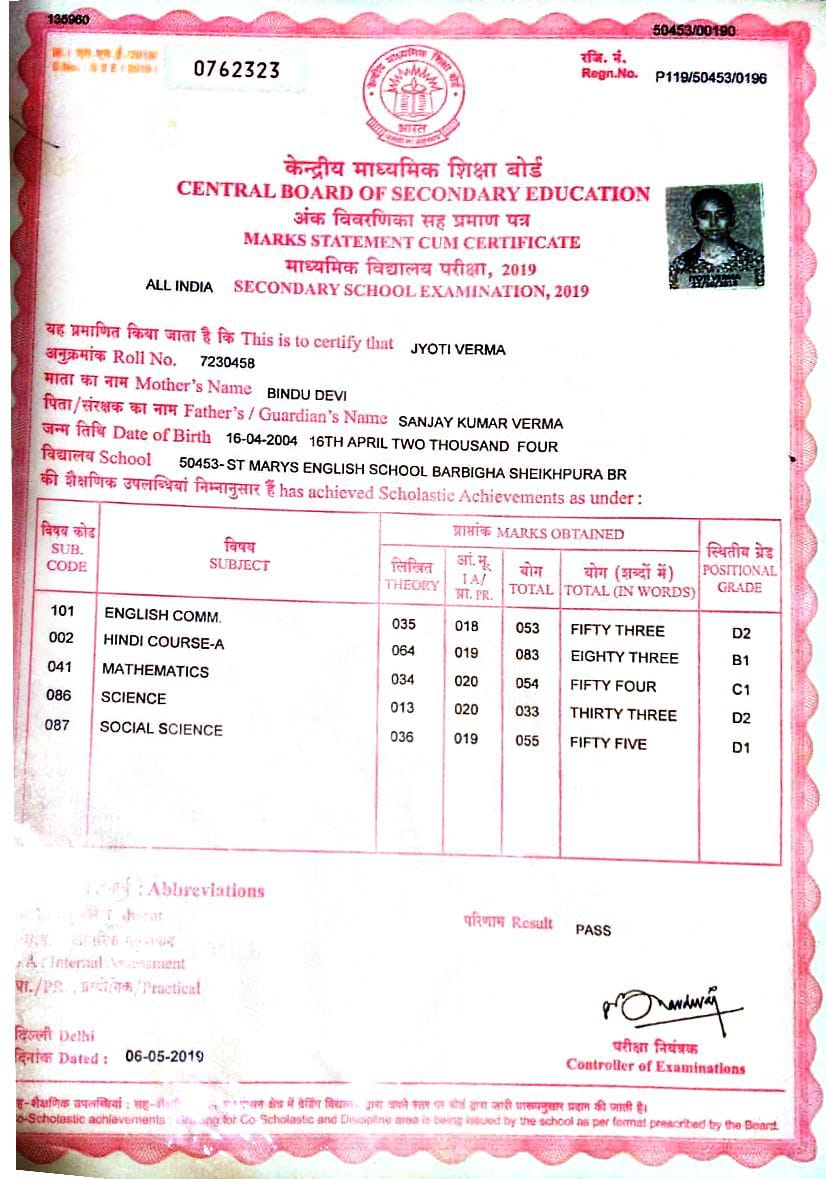 135960
50453/00190
0762323
रजि. नं.
Regn.No. P119/50453/0196
केन्द्रीय माध्यमिक शिक्षा बोर्ड
भारत
केन्द्रीय माध्यमिक शिक्षा बोर्ड
CENTRAL BOARD OF SECONDARY EDUCATION
अंक विवरणिका सह प्रमाण पत्र
MARKS STATEMENT CUM CERTIFICATE
माध्यमिक विद्यालय परीक्षा, 2019
ALL INDIA SECONDARY SCHOOL EXAMINATION, 2019
JYOTI VERMA
यह प्रमाणित किया जाता है कि This is to certify that JYOTI VERMA
अनुक्रमांक Roll No. 7230458
माता का नाम Mother's Name BINDU DEVI
पिता/संरक्षक का नाम Father's / Guardian's Name SANJAY KUMAR VERMA
जन्म तिथि Date of Birth 16-04-2004 16TH APRIL TWO THOUSAND FOUR
विद्यालय School 50453- ST MARYS ENGLISH SCHOOL BARBIGHA SHEIKHPURA BR
की शैक्षणिक उपलब्धियां निम्नानुसार हैं has achieved Scholastic Achievements as under :
विषय कोड
SUB. CODE
विषय
SUBJECT
प्राप्तांक MARKS OBTAINED
लिखित
THEORY
आं.मू.
I A/
प्रा. PR.
योग
TOTAL
योग (शब्दों में)
TOTAL (IN WORDS)
स्थितीय ग्रेड
POSITIONAL
GRADE
101 ENGLISH COMM. 035 018 053 FIFTY THREE D2
002 HINDI COURSE-A 064 019 083 EIGHTY THREE B1
041 MATHEMATICS 034 020 054 FIFTY FOUR C1
086 SCIENCE 013 020 033 THIRTY THREE D2
087 SOCIAL SCIENCE 036 019 055 FIFTY FIVE D1
: Abbreviations
Internal Assessment
प्रा./PR. : प्रायोगिक/Practical
परिणाम Result PASS
दिल्ली Delhi
दिनांक Dated : 06-05-2019
परीक्षा नियंत्रक
Controller of Examinations
क्षेत्र में ग्रेडिंग द्वारा अपने स्तर पर बोर्ड द्वारा जारी प्रारूपनुसार प्रदान की जाती है।
Co-Scholastic achievements : Grading for Co-Scholastic and Discipline area is being issued by the school as per format prescribed by the Board.